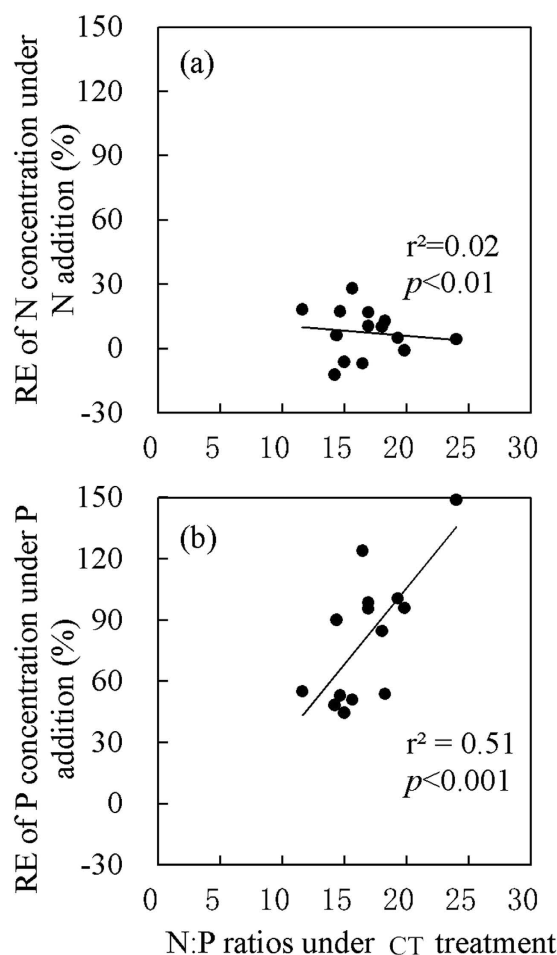 RE of N concentration under
N addition (%)
150
120
90
60
30
0
-30
(a)
r²=0.02
p<0.01
0 5 10 15 20 25 30
RE of P concentration under P
addition (%)
150
120
90
60
30
0
-30
(b)
r² = 0.51
p<0.001
0 5 10 15 20 25 30
N:P ratios under CT treatment